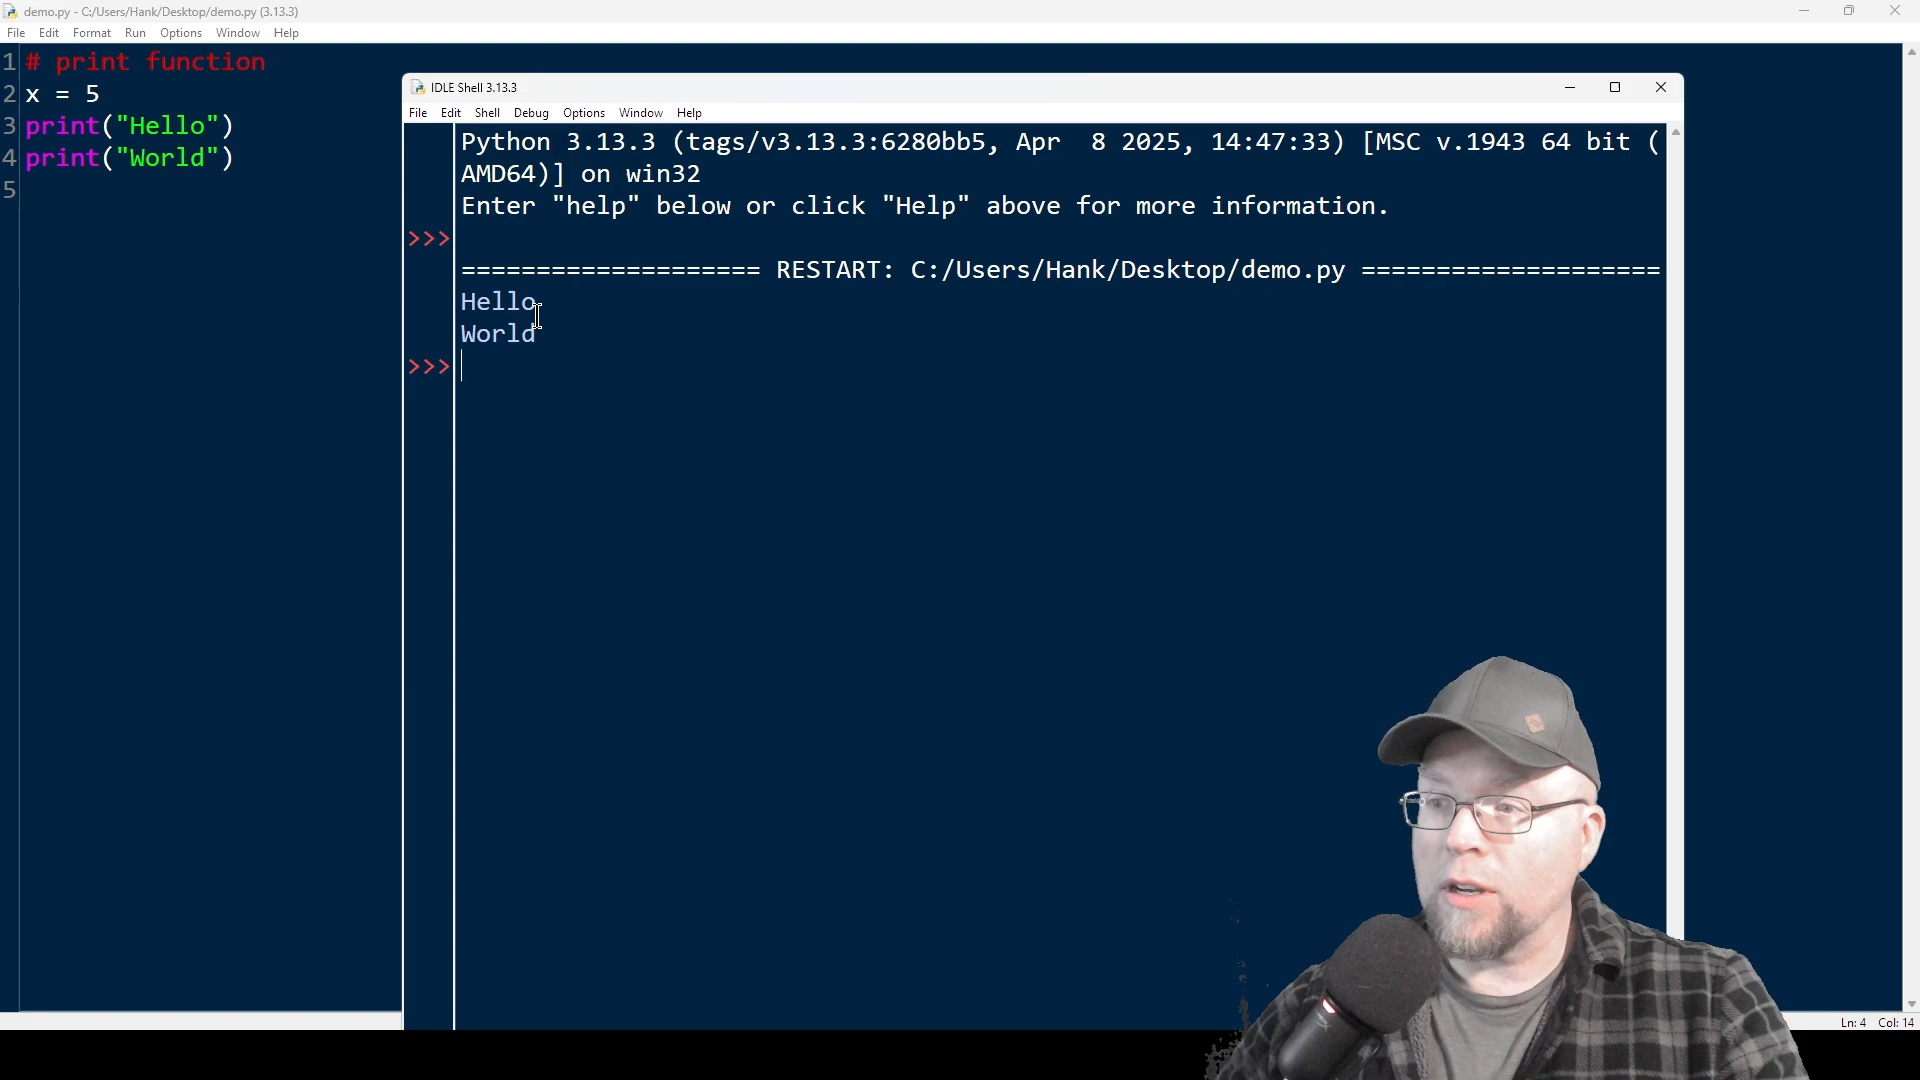 demo.py - C:/Users/Hank/Desktop/demo.py (3.13.3)
File Edit Format Run Options Window Help
1 # print function
2 x = 5
3 print("Hello")
4 print("World")
5
IDLE Shell 3.13.3
File Edit Shell Debug Options Window Help
Python 3.13.3 (tags/v3.13.3:6280bb5, Apr  8 2025, 14:47:33) [MSC v.1943 64 bit (
AMD64)] on win32
Enter "help" below or click "Help" above for more information.
>>>
==================== RESTART: C:/Users/Hank/Desktop/demo.py ====================
Hello
World
>>>
Ln: 4 Col: 14